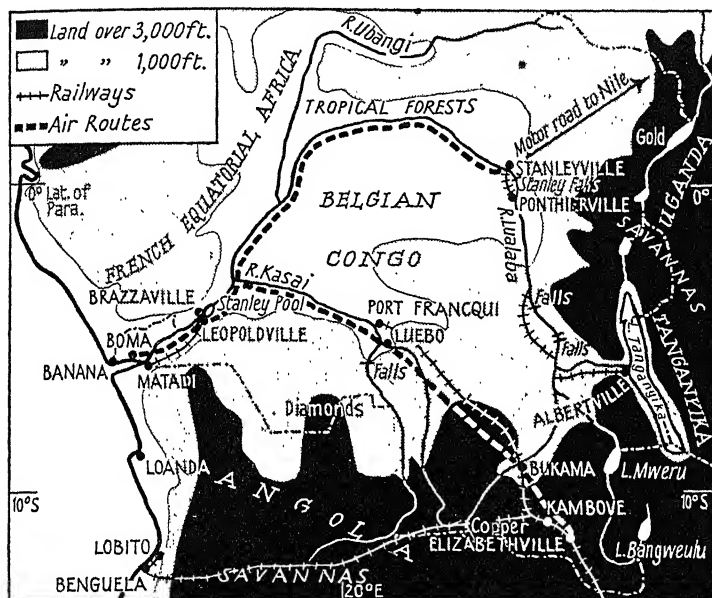 Land over 3,000ft.
" " 1,000ft.
Railways
Air Routes
R.Ubangi
TROPICAL FORESTS
Motor road to Nile
FRENCH EQUATORIAL AFRICA
Gold
UGANDA
STANLEYVILLE
Stanley Falls
PONTHIERVILLE
0° Lat. of
Para.
0°
BELGIAN
CONGO
R.Lualaba
SAVANNAS
R.Kasai
BRAZZAVILLE
Stanley Pool
LEOPOLDVILLE
PORT FRANCQUI
LUEBO
Falls
Falls
Falls
BOMA
BANANA
MATADI
Tanganyika
TANGANYIKA
ALBERTVILLE
Diamonds
LOANDA
BUKAMA
L.Mweru
10°S
10°S
ANGOLA
KAMBOVE
Copper
ELIZABETHVILLE
L.Bangweulu
LOBITO
BENGUELA
SAVANNAS
20°E